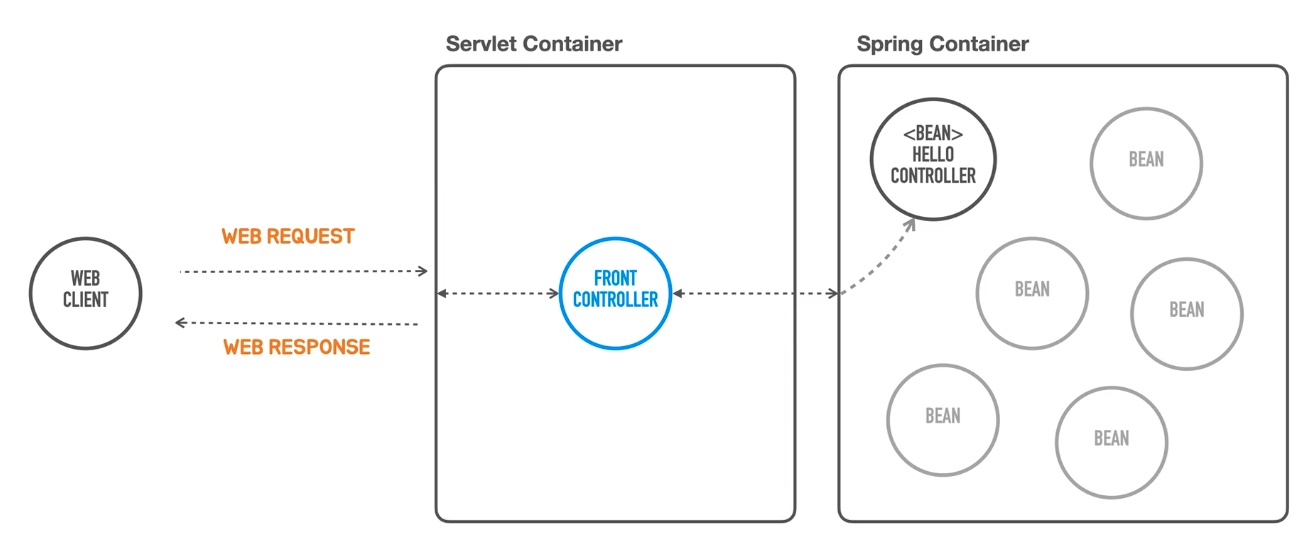 Servlet Container
Spring Container
<BEAN>
HELLO
CONTROLLER
BEAN
WEB REQUEST
WEB
CLIENT
FRONT
CONTROLLER
BEAN
BEAN
WEB RESPONSE
BEAN
BEAN